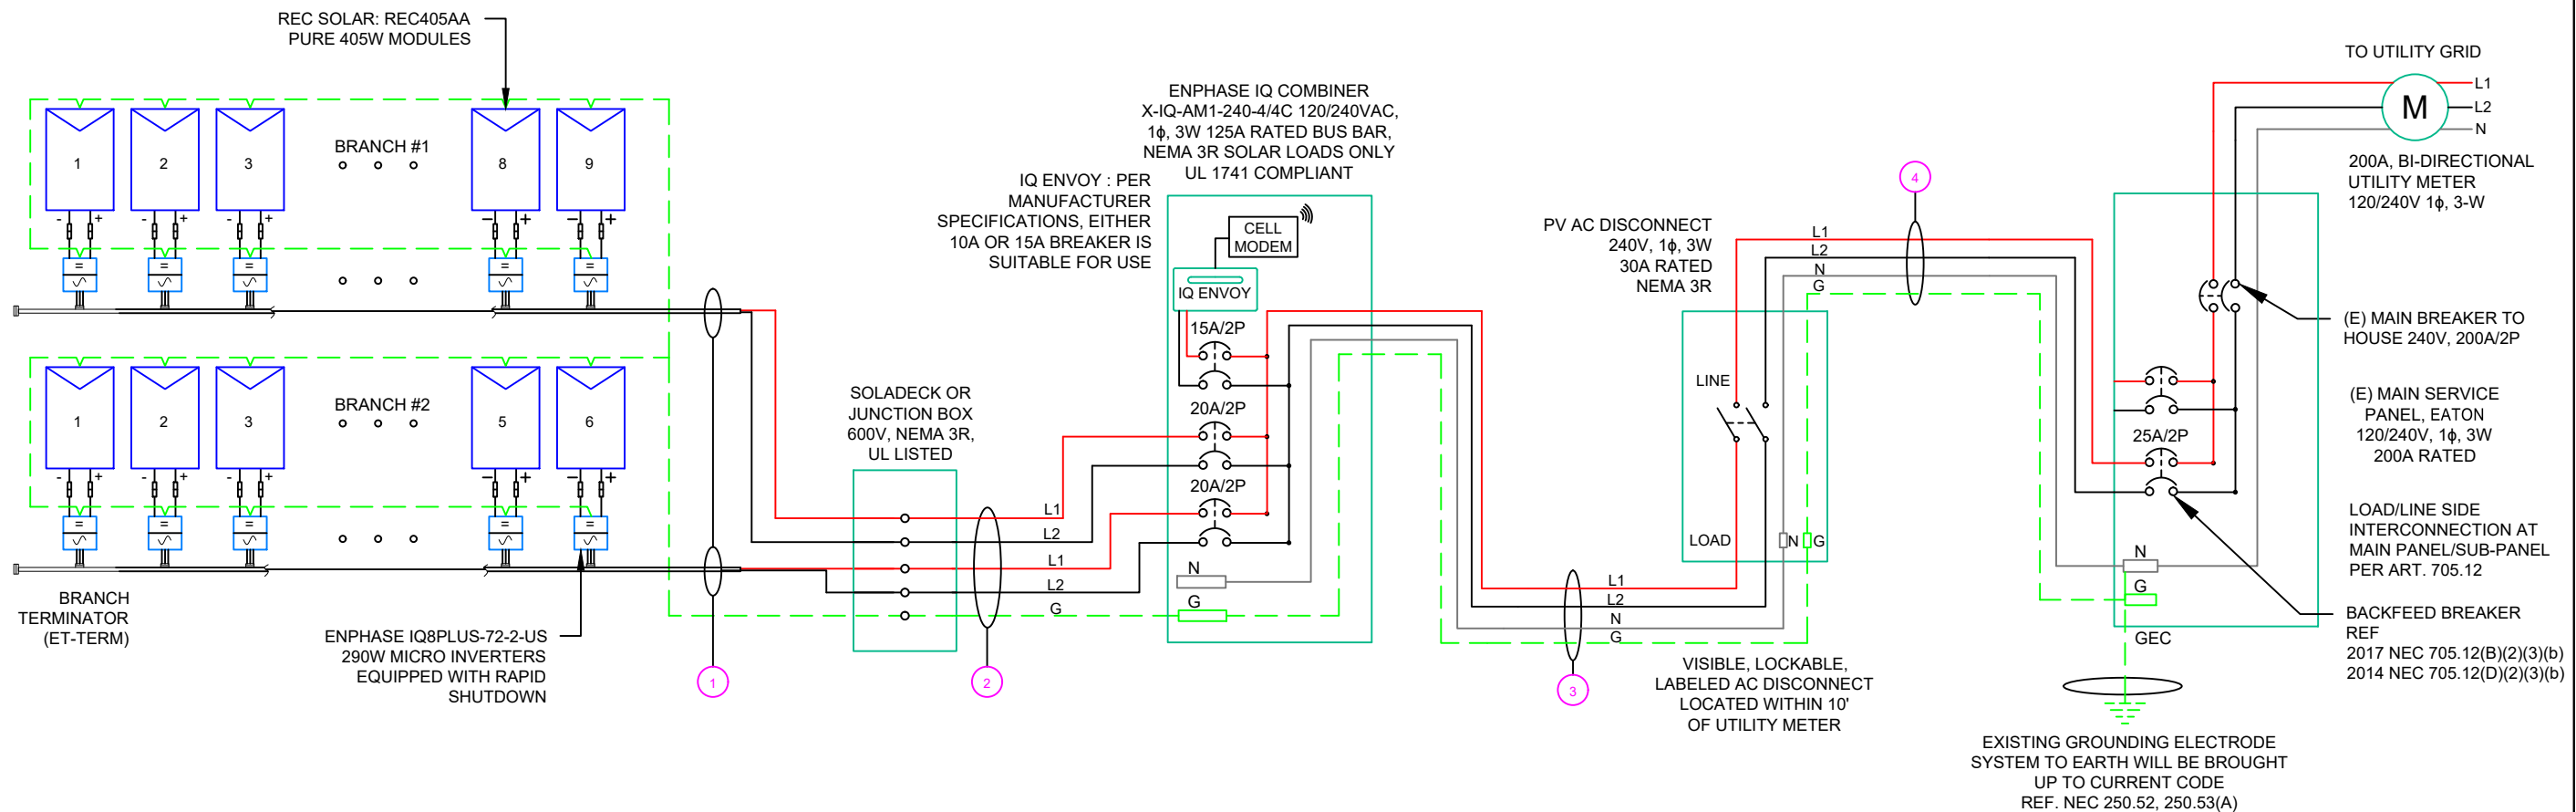 REC SOLAR: REC405AA
PURE 405W MODULES
1
2
3
BRANCH #1
8
9
- +
- +
- +
- +
- +
=
=
=
=
=
1
2
3
BRANCH #2
5
6
- +
- +
- +
- +
- +
=
=
=
=
=
BRANCH
TERMINATOR
(ET-TERM)
ENPHASE IQ8PLUS-72-2-US
290W MICRO INVERTERS
EQUIPPED WITH RAPID
SHUTDOWN
1
SOLADECK OR
JUNCTION BOX
600V, NEMA 3R,
UL LISTED
L1
L2
L1
L2
G
2
ENPHASE IQ COMBINER
X-IQ-AM1-240-4/4C 120/240VAC,
1ϕ, 3W 125A RATED BUS BAR,
NEMA 3R SOLAR LOADS ONLY
UL 1741 COMPLIANT
IQ ENVOY : PER
MANUFACTURER
SPECIFICATIONS, EITHER
10A OR 15A BREAKER IS
SUITABLE FOR USE
CELL
MODEM
IQ ENVOY
15A/2P
20A/2P
20A/2P
N
G
L1
L2
N
G
3
PV AC DISCONNECT
240V, 1ϕ, 3W
30A RATED
NEMA 3R
LINE
LOAD
N G
VISIBLE, LOCKABLE,
LABELED AC DISCONNECT
LOCATED WITHIN 10'
OF UTILITY METER
4
L1
L2
N
G
TO UTILITY GRID
M
L1
L2
N
200A, BI-DIRECTIONAL
UTILITY METER
120/240V 1ϕ, 3-W
(E) MAIN BREAKER TO
HOUSE 240V, 200A/2P
(E) MAIN SERVICE
PANEL, EATON
120/240V, 1ϕ, 3W
200A RATED
25A/2P
N
G
GEC
LOAD/LINE SIDE
INTERCONNECTION AT
MAIN PANEL/SUB-PANEL
PER ART. 705.12
BACKFEED BREAKER
REF
2017 NEC 705.12(B)(2)(3)(b)
2014 NEC 705.12(D)(2)(3)(b)
EXISTING GROUNDING ELECTRODE
SYSTEM TO EARTH WILL BE BROUGHT
UP TO CURRENT CODE
REF. NEC 250.52, 250.53(A)